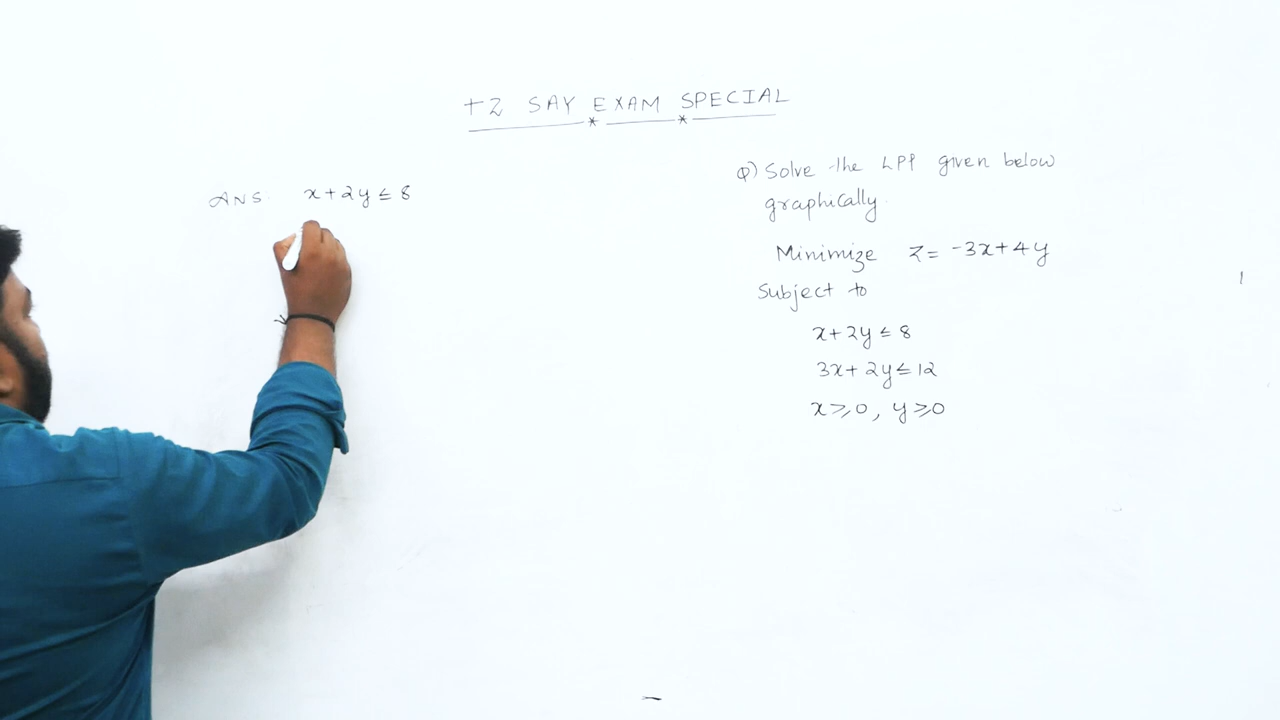 +2 SAY EXAM SPECIAL
ANS: x+2y ≤ 8
Q) Solve the LPP given below
graphically.
Minimize Z = -3x+4y
Subject to
x+2y ≤ 8
3x+2y ≤ 12
x ≥ 0, y ≥ 0